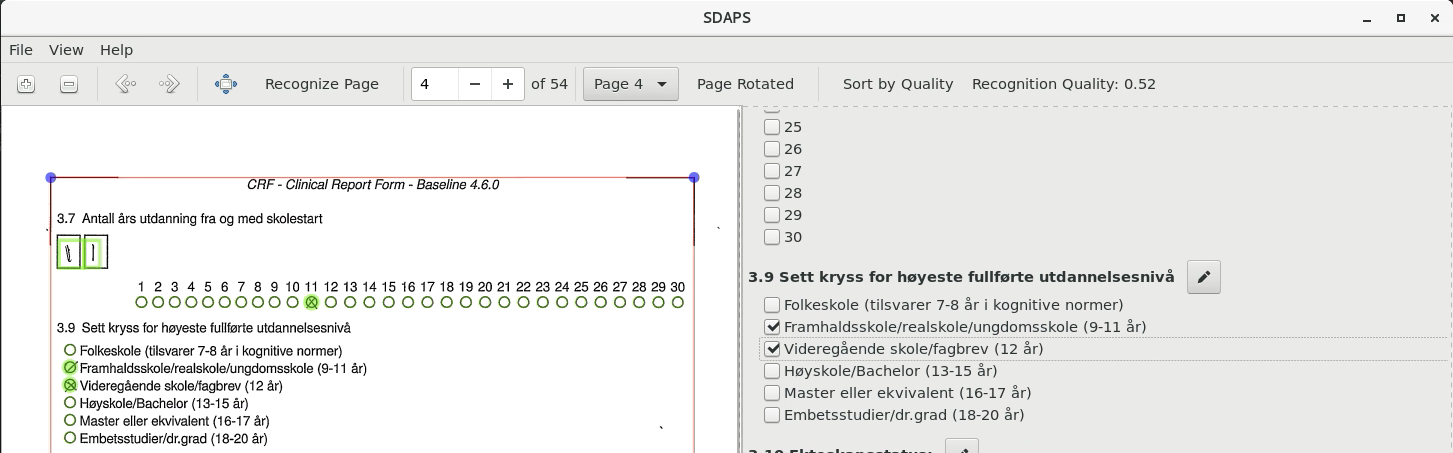 SDAPS
File View Help
Recognize Page 4 of 54 Page 4 Page Rotated Sort by Quality Recognition Quality: 0.52
CRF - Clinical Report Form - Baseline 4.6.0
3.7 Antall års utdanning fra og med skolestart
1 1
1 2 3 4 5 6 7 8 9 10 11 12 13 14 15 16 17 18 19 20 21 22 23 24 25 26 27 28 29 30
3.9 Sett kryss for høyeste fullførte utdannelsesnivå
Folkeskole (tilsvarer 7-8 år i kognitive normer)
Framhaldsskole/realskole/ungdomsskole (9-11 år)
Videregående skole/fagbrev (12 år)
Høyskole/Bachelor (13-15 år)
Master eller ekvivalent (16-17 år)
Embetsstudier/dr.grad (18-20 år)
25
26
27
28
29
30
3.9 Sett kryss for høyeste fullførte utdannelsesnivå
Folkeskole (tilsvarer 7-8 år i kognitive normer)
Framhaldsskole/realskole/ungdomsskole (9-11 år)
Videregående skole/fagbrev (12 år)
Høyskole/Bachelor (13-15 år)
Master eller ekvivalent (16-17 år)
Embetsstudier/dr.grad (18-20 år)